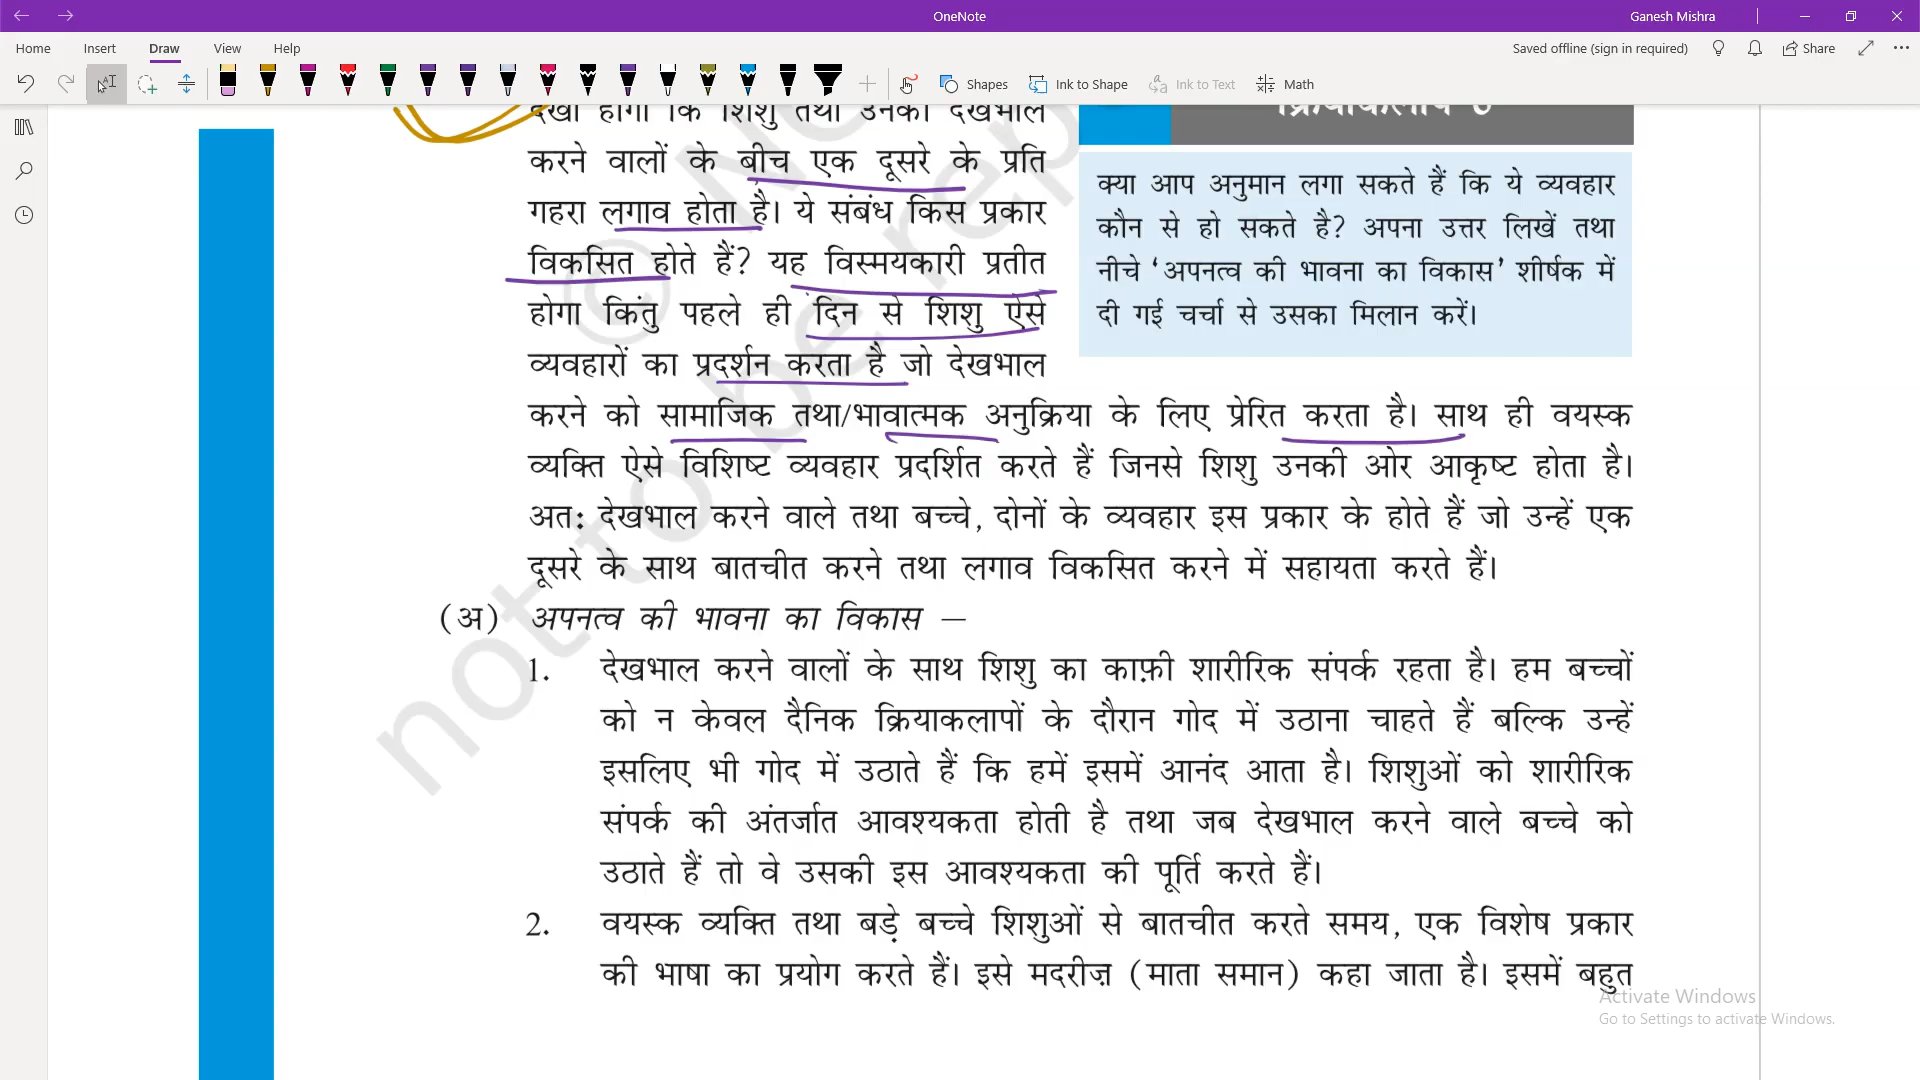 OneNote
Ganesh Mishra
Home Insert Draw View Help
Saved offline (sign in required)
Share
Shapes
Ink to Shape
Ink to Text
Math
देखा होगा कि शिशु तथा उनकी देखभाल
करने वालों के बीच एक दूसरे के प्रति
गहरा लगाव होता है। ये संबंध किस प्रकार
विकसित होते हैं? यह विस्मयकारी प्रतीत
होगा किंतु पहले ही दिन से शिशु ऐसे
व्यवहारों का प्रदर्शन करता है जो देखभाल
करने को सामाजिक तथा/भावात्मक अनुक्रिया के लिए प्रेरित करता है। साथ ही वयस्क
व्यक्ति ऐसे विशिष्ट व्यवहार प्रदर्शित करते हैं जिनसे शिशु उनकी ओर आकृष्ट होता है।
अतः देखभाल करने वाले तथा बच्चे, दोनों के व्यवहार इस प्रकार के होते हैं जो उन्हें एक
दूसरे के साथ बातचीत करने तथा लगाव विकसित करने में सहायता करते हैं।
क्या आप अनुमान लगा सकते हैं कि ये व्यवहार
कौन से हो सकते है? अपना उत्तर लिखें तथा
नीचे ‘अपनत्व की भावना का विकास’ शीर्षक में
दी गई चर्चा से उसका मिलान करें।
(अ) अपनत्व की भावना का विकास —
1. देखभाल करने वालों के साथ शिशु का काफ़ी शारीरिक संपर्क रहता है। हम बच्चों
को न केवल दैनिक क्रियाकलापों के दौरान गोद में उठाना चाहते हैं बल्कि उन्हें
इसलिए भी गोद में उठाते हैं कि हमें इसमें आनंद आता है। शिशुओं को शारीरिक
संपर्क की अंतर्जात आवश्यकता होती है तथा जब देखभाल करने वाले बच्चे को
उठाते हैं तो वे उसकी इस आवश्यकता की पूर्ति करते हैं।
2. वयस्क व्यक्ति तथा बड़े बच्चे शिशुओं से बातचीत करते समय, एक विशेष प्रकार
की भाषा का प्रयोग करते हैं। इसे मदरीज़ (माता समान) कहा जाता है। इसमें बहुत
not to be rep
Activate Windows
Go to Settings to activate Windows.